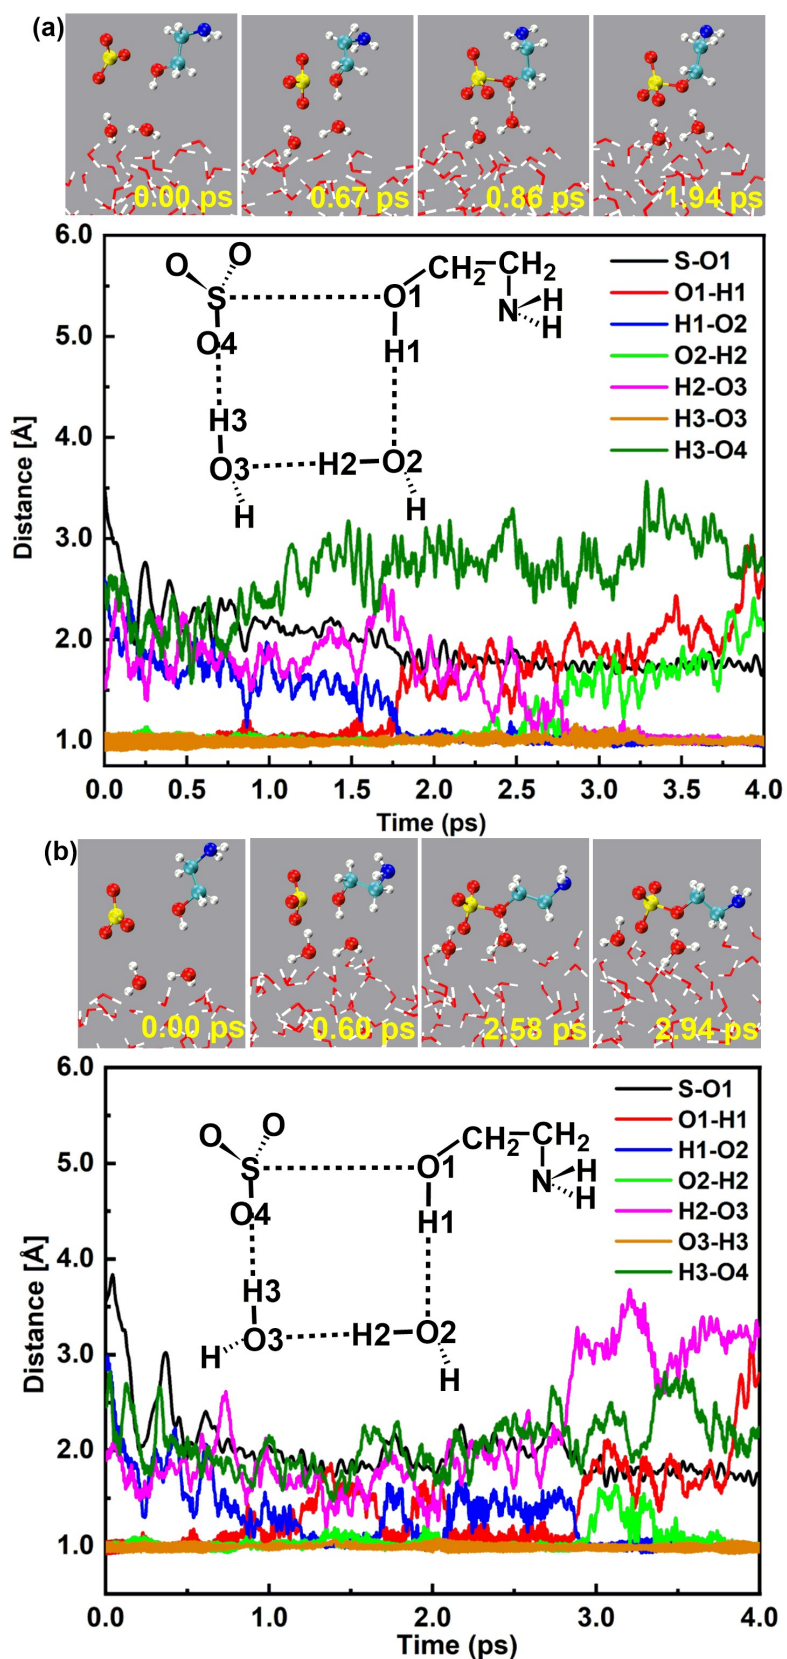 (a)
0.00 ps 0.67 ps 0.86 ps 1.94 ps
6.0
5.0
4.0
3.0
2.0
1.0
Distance [Å]
O O
S O1 CH2 CH2
N H
H
O4 H1
H3
O3 H2 O2
H H
S-O1
O1-H1
H1-O2
O2-H2
H2-O3
H3-O3
H3-O4
0.0 0.5 1.0 1.5 2.0 2.5 3.0 3.5 4.0
Time (ps)
(b)
0.00 ps 0.60 ps 2.58 ps 2.94 ps
6.0
5.0
4.0
3.0
2.0
1.0
Distance [Å]
O O
S O1 CH2 CH2
N H
H
O4 H1
H3
H O3 H2 O2
H
S-O1
O1-H1
H1-O2
O2-H2
H2-O3
O3-H3
H3-O4
0.0 1.0 2.0 3.0 4.0
Time (ps)